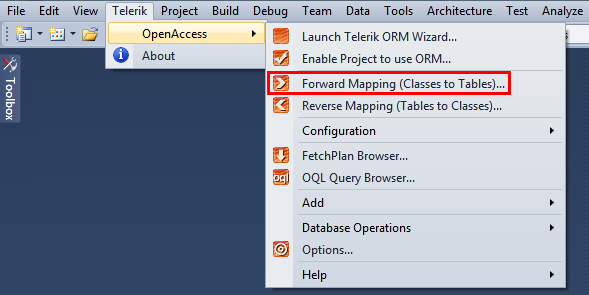 File Edit View Telerik Project Build Debug Team Data Tools Architecture Test Analyze
OpenAccess
About
Toolbox
Launch Telerik ORM Wizard...
Enable Project to use ORM...
Forward Mapping (Classes to Tables)...
Reverse Mapping (Tables to Classes)...
Configuration
FetchPlan Browser...
oql OQL Query Browser...
Add
Database Operations
Options...
Help